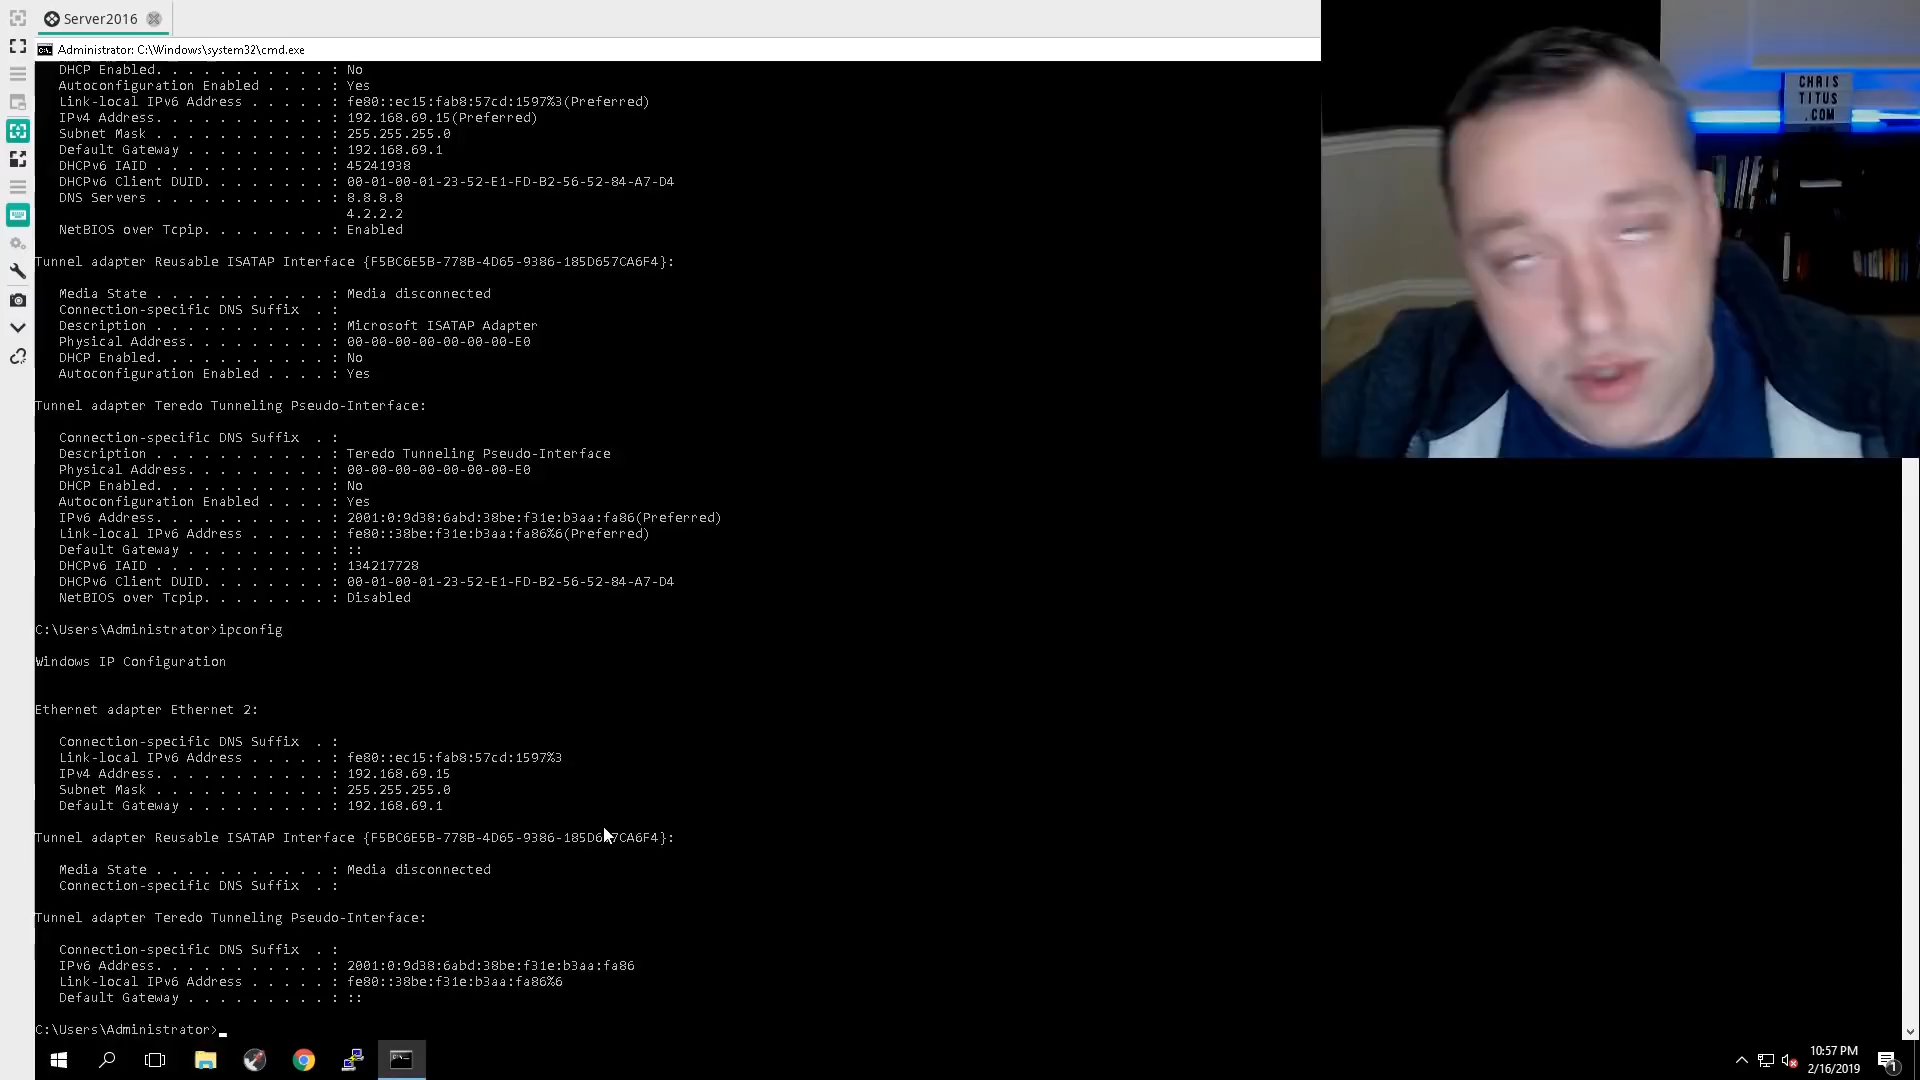 Server2016
Administrator: C:\Windows\system32\cmd.exe
DHCP Enabled. . . . . . . . . . . : No
Autoconfiguration Enabled . . . . : Yes
Link-local IPv6 Address . . . . . : fe80::ec15:fab8:57cd:1597%3(Preferred)
IPv4 Address. . . . . . . . . . . : 192.168.69.15(Preferred)
Subnet Mask . . . . . . . . . . . : 255.255.255.0
Default Gateway . . . . . . . . . : 192.168.69.1
DHCPv6 IAID . . . . . . . . . . . : 45241938
DHCPv6 Client DUID. . . . . . . . : 00-01-00-01-23-52-E1-FD-B2-56-52-84-A7-D4
DNS Servers . . . . . . . . . . . : 8.8.8.8
4.2.2.2
NetBIOS over Tcpip. . . . . . . . : Enabled
Tunnel adapter Reusable ISATAP Interface {F5BC6E5B-778B-4D65-9386-185D657CA6F4}:
Media State . . . . . . . . . . . : Media disconnected
Connection-specific DNS Suffix  . :
Description . . . . . . . . . . . : Microsoft ISATAP Adapter
Physical Address. . . . . . . . . : 00-00-00-00-00-00-00-E0
DHCP Enabled. . . . . . . . . . . : No
Autoconfiguration Enabled . . . . : Yes
Tunnel adapter Teredo Tunneling Pseudo-Interface:
Connection-specific DNS Suffix  . :
Description . . . . . . . . . . . : Teredo Tunneling Pseudo-Interface
Physical Address. . . . . . . . . : 00-00-00-00-00-00-00-E0
DHCP Enabled. . . . . . . . . . . : No
Autoconfiguration Enabled . . . . : Yes
IPv6 Address. . . . . . . . . . . : 2001:0:9d38:6abd:38be:f31e:b3aa:fa86(Preferred)
Link-local IPv6 Address . . . . . : fe80::38be:f31e:b3aa:fa86%6(Preferred)
Default Gateway . . . . . . . . . : ::
DHCPv6 IAID . . . . . . . . . . . : 134217728
DHCPv6 Client DUID. . . . . . . . : 00-01-00-01-23-52-E1-FD-B2-56-52-84-A7-D4
NetBIOS over Tcpip. . . . . . . . : Disabled
C:\Users\Administrator>ipconfig
Windows IP Configuration
Ethernet adapter Ethernet 2:
Connection-specific DNS Suffix  . :
Link-local IPv6 Address . . . . . : fe80::ec15:fab8:57cd:1597%3
IPv4 Address. . . . . . . . . . . : 192.168.69.15
Subnet Mask . . . . . . . . . . . : 255.255.255.0
Default Gateway . . . . . . . . . : 192.168.69.1
Tunnel adapter Reusable ISATAP Interface {F5BC6E5B-778B-4D65-9386-185D657CA6F4}:
Media State . . . . . . . . . . . : Media disconnected
Connection-specific DNS Suffix  . :
Tunnel adapter Teredo Tunneling Pseudo-Interface:
Connection-specific DNS Suffix  . :
IPv6 Address. . . . . . . . . . . : 2001:0:9d38:6abd:38be:f31e:b3aa:fa86
Link-local IPv6 Address . . . . . : fe80::38be:f31e:b3aa:fa86%6
Default Gateway . . . . . . . . . : ::
C:\Users\Administrator>
CHRIS
TITUS
.COM
10:57 PM
2/16/2019
1